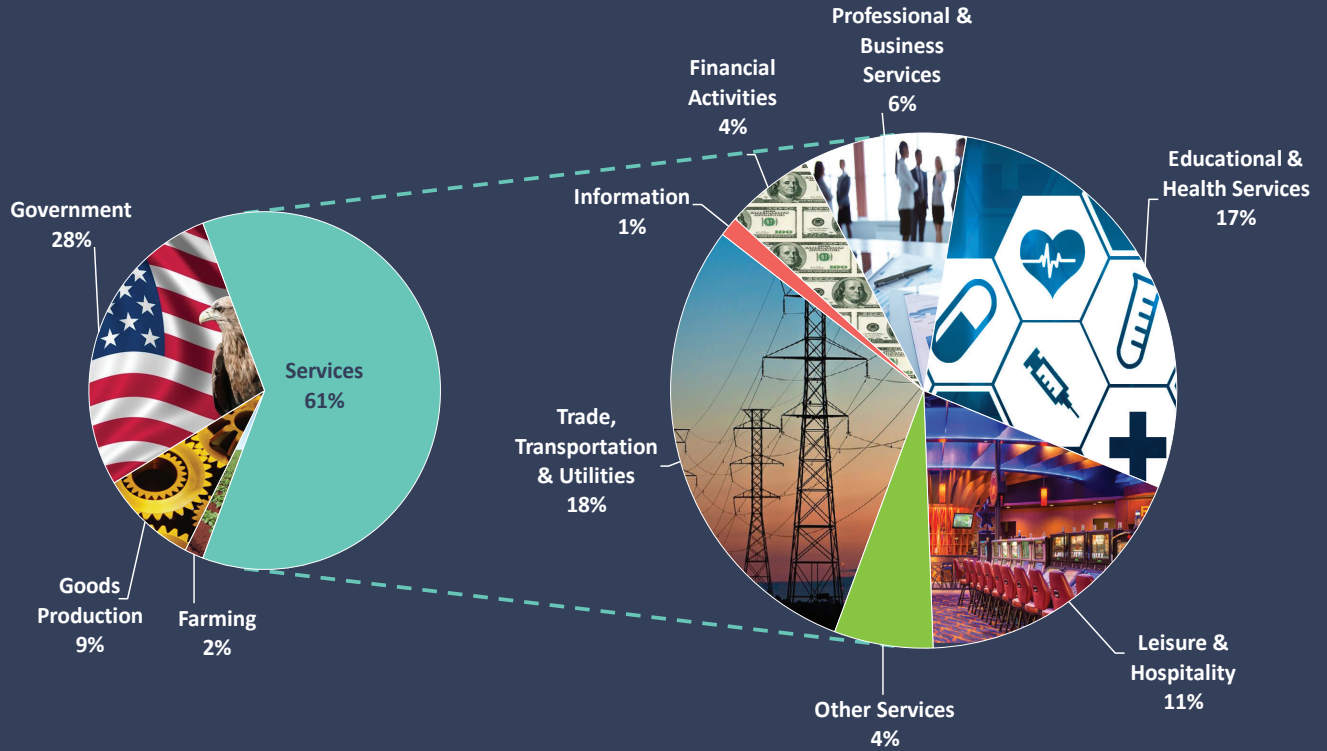 Government
28%
Services
61%
Goods
Production
9%
Farming
2%
Professional &
Business
Services
6%
Financial
Activities
4%
Information
1%
Educational &
Health Services
17%
Trade,
Transportation
& Utilities
18%
Leisure &
Hospitality
11%
Other Services
4%